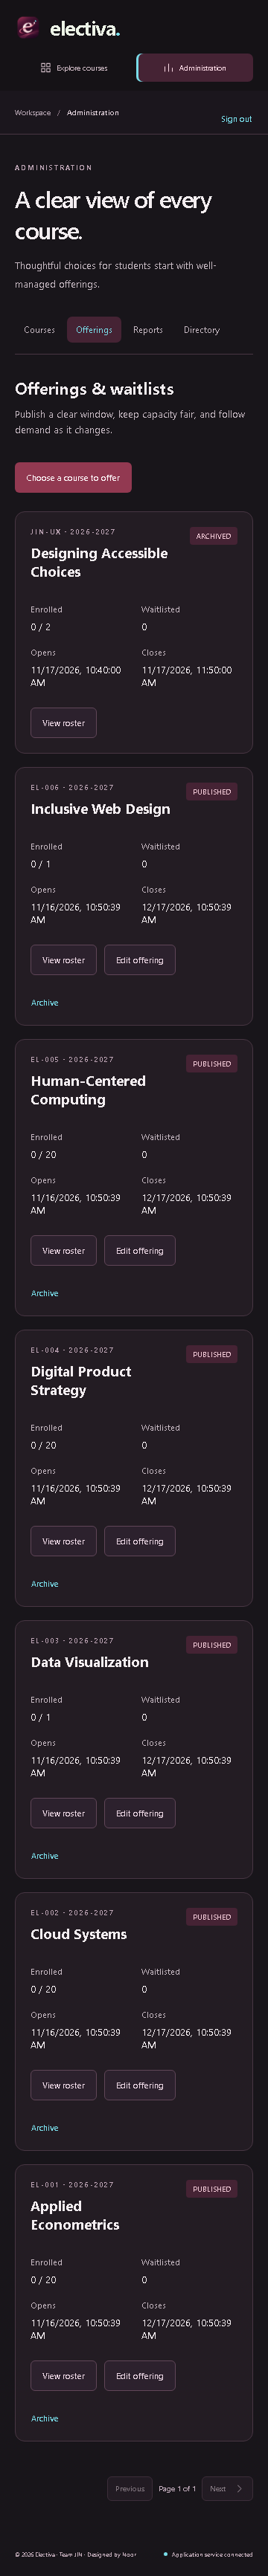 electiva.
Explore courses
Administration
Workspace / Administration
Sign out
ADMINISTRATION
A clear view of every
course.
Thoughtful choices for students start with well-
managed offerings.
Courses
Offerings
Reports
Directory
Offerings & waitlists
Publish a clear window, keep capacity fair, and follow
demand as it changes.
Choose a course to offer
JIN-UX · 2026-2027
ARCHIVED
Designing Accessible
Choices
Enrolled
Waitlisted
0 / 2
0
Opens
Closes
11/17/2026, 10:40:00
AM
11/17/2026, 11:50:00
AM
View roster
EL-006 · 2026-2027
PUBLISHED
Inclusive Web Design
Enrolled
Waitlisted
0 / 1
0
Opens
Closes
11/16/2026, 10:50:39
AM
12/17/2026, 10:50:39
AM
View roster
Edit offering
Archive
EL-005 · 2026-2027
PUBLISHED
Human-Centered
Computing
Enrolled
Waitlisted
0 / 20
0
Opens
Closes
11/16/2026, 10:50:39
AM
12/17/2026, 10:50:39
AM
View roster
Edit offering
Archive
EL-004 · 2026-2027
PUBLISHED
Digital Product
Strategy
Enrolled
Waitlisted
0 / 20
0
Opens
Closes
11/16/2026, 10:50:39
AM
12/17/2026, 10:50:39
AM
View roster
Edit offering
Archive
EL-003 · 2026-2027
PUBLISHED
Data Visualization
Enrolled
Waitlisted
0 / 1
0
Opens
Closes
11/16/2026, 10:50:39
AM
12/17/2026, 10:50:39
AM
View roster
Edit offering
Archive
EL-002 · 2026-2027
PUBLISHED
Cloud Systems
Enrolled
Waitlisted
0 / 20
0
Opens
Closes
11/16/2026, 10:50:39
AM
12/17/2026, 10:50:39
AM
View roster
Edit offering
Archive
EL-001 · 2026-2027
PUBLISHED
Applied
Econometrics
Enrolled
Waitlisted
0 / 20
0
Opens
Closes
11/16/2026, 10:50:39
AM
12/17/2026, 10:50:39
AM
View roster
Edit offering
Archive
Previous
Page 1 of 1
Next
© 2026 Electiva · Team JIN · Designed by Noor
Application service connected